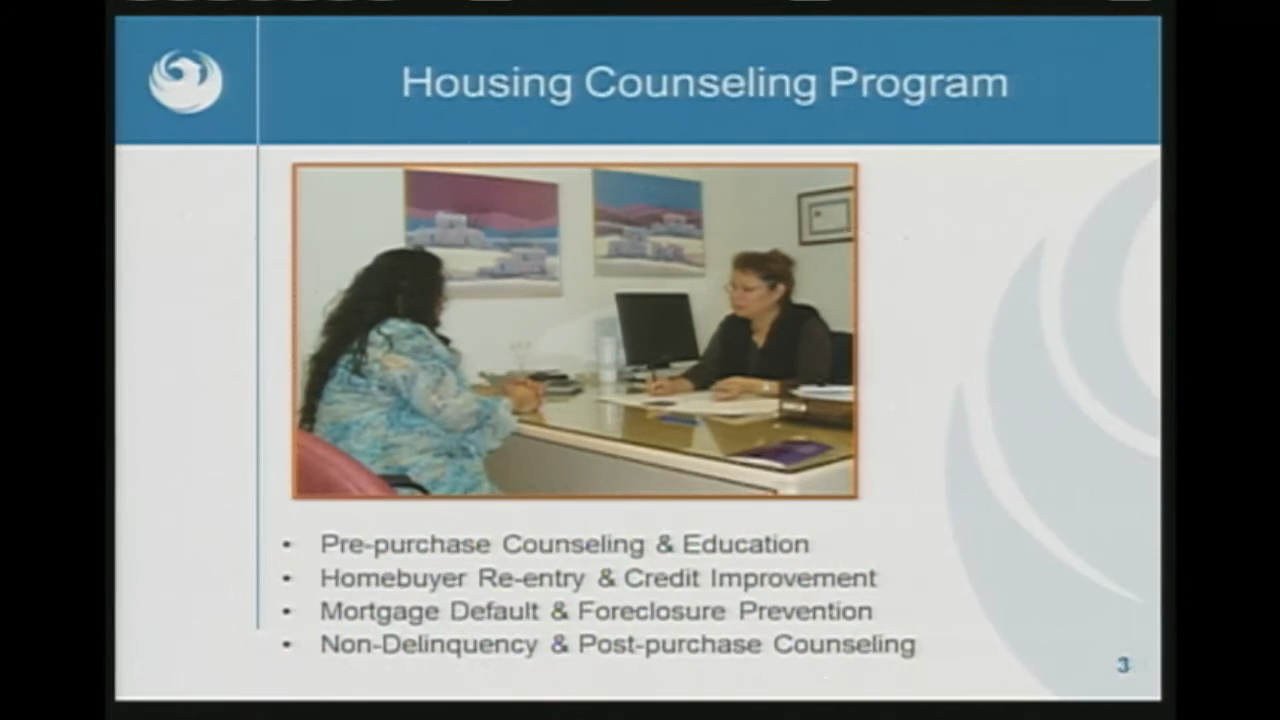 Housing Counseling Program
• Pre-purchase Counseling & Education
• Homebuyer Re-entry & Credit Improvement
• Mortgage Default & Foreclosure Prevention
• Non-Delinquency & Post-purchase Counseling
3